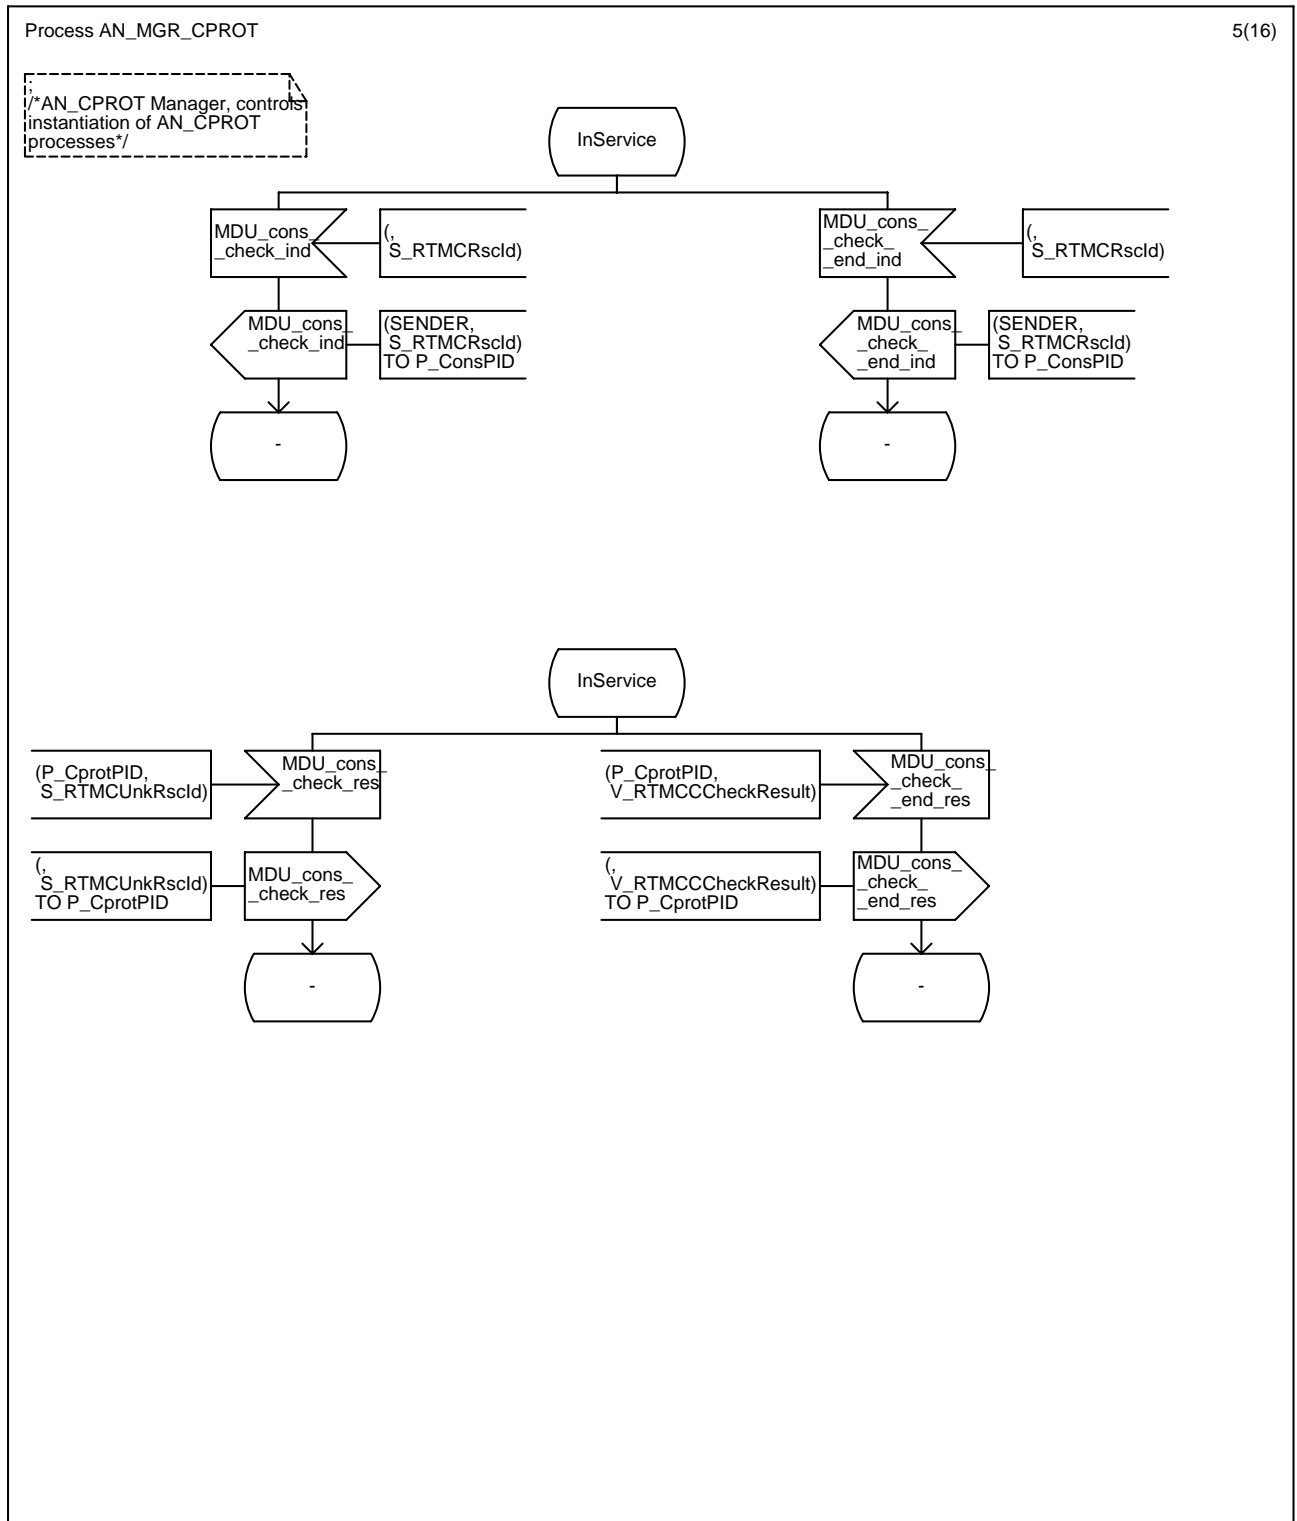 Process AN_MGR_CPROT
5(16)
;
/*AN_CPROT Manager, controls
instantiation of AN_CPROT
processes*/
InService
MDU_cons_
_check_ind
(,
S_RTMCRscId)
MDU_cons_
_check_
_end_ind
(,
S_RTMCRscId)
MDU_cons_
_check_ind
(SENDER,
S_RTMCRscId)
TO P_ConsPID
MDU_cons_
_check_
_end_ind
(SENDER,
S_RTMCRscId)
TO P_ConsPID
-
-
InService
(P_CprotPID,
S_RTMCUnkRscId)
MDU_cons_
_check_res
(P_CprotPID,
V_RTMCCCheckResult)
MDU_cons_
_check_
_end_res
(,
S_RTMCUnkRscId)
TO P_CprotPID
MDU_cons_
_check_res
(,
V_RTMCCCheckResult)
TO P_CprotPID
MDU_cons_
_check_
_end_res
-
-